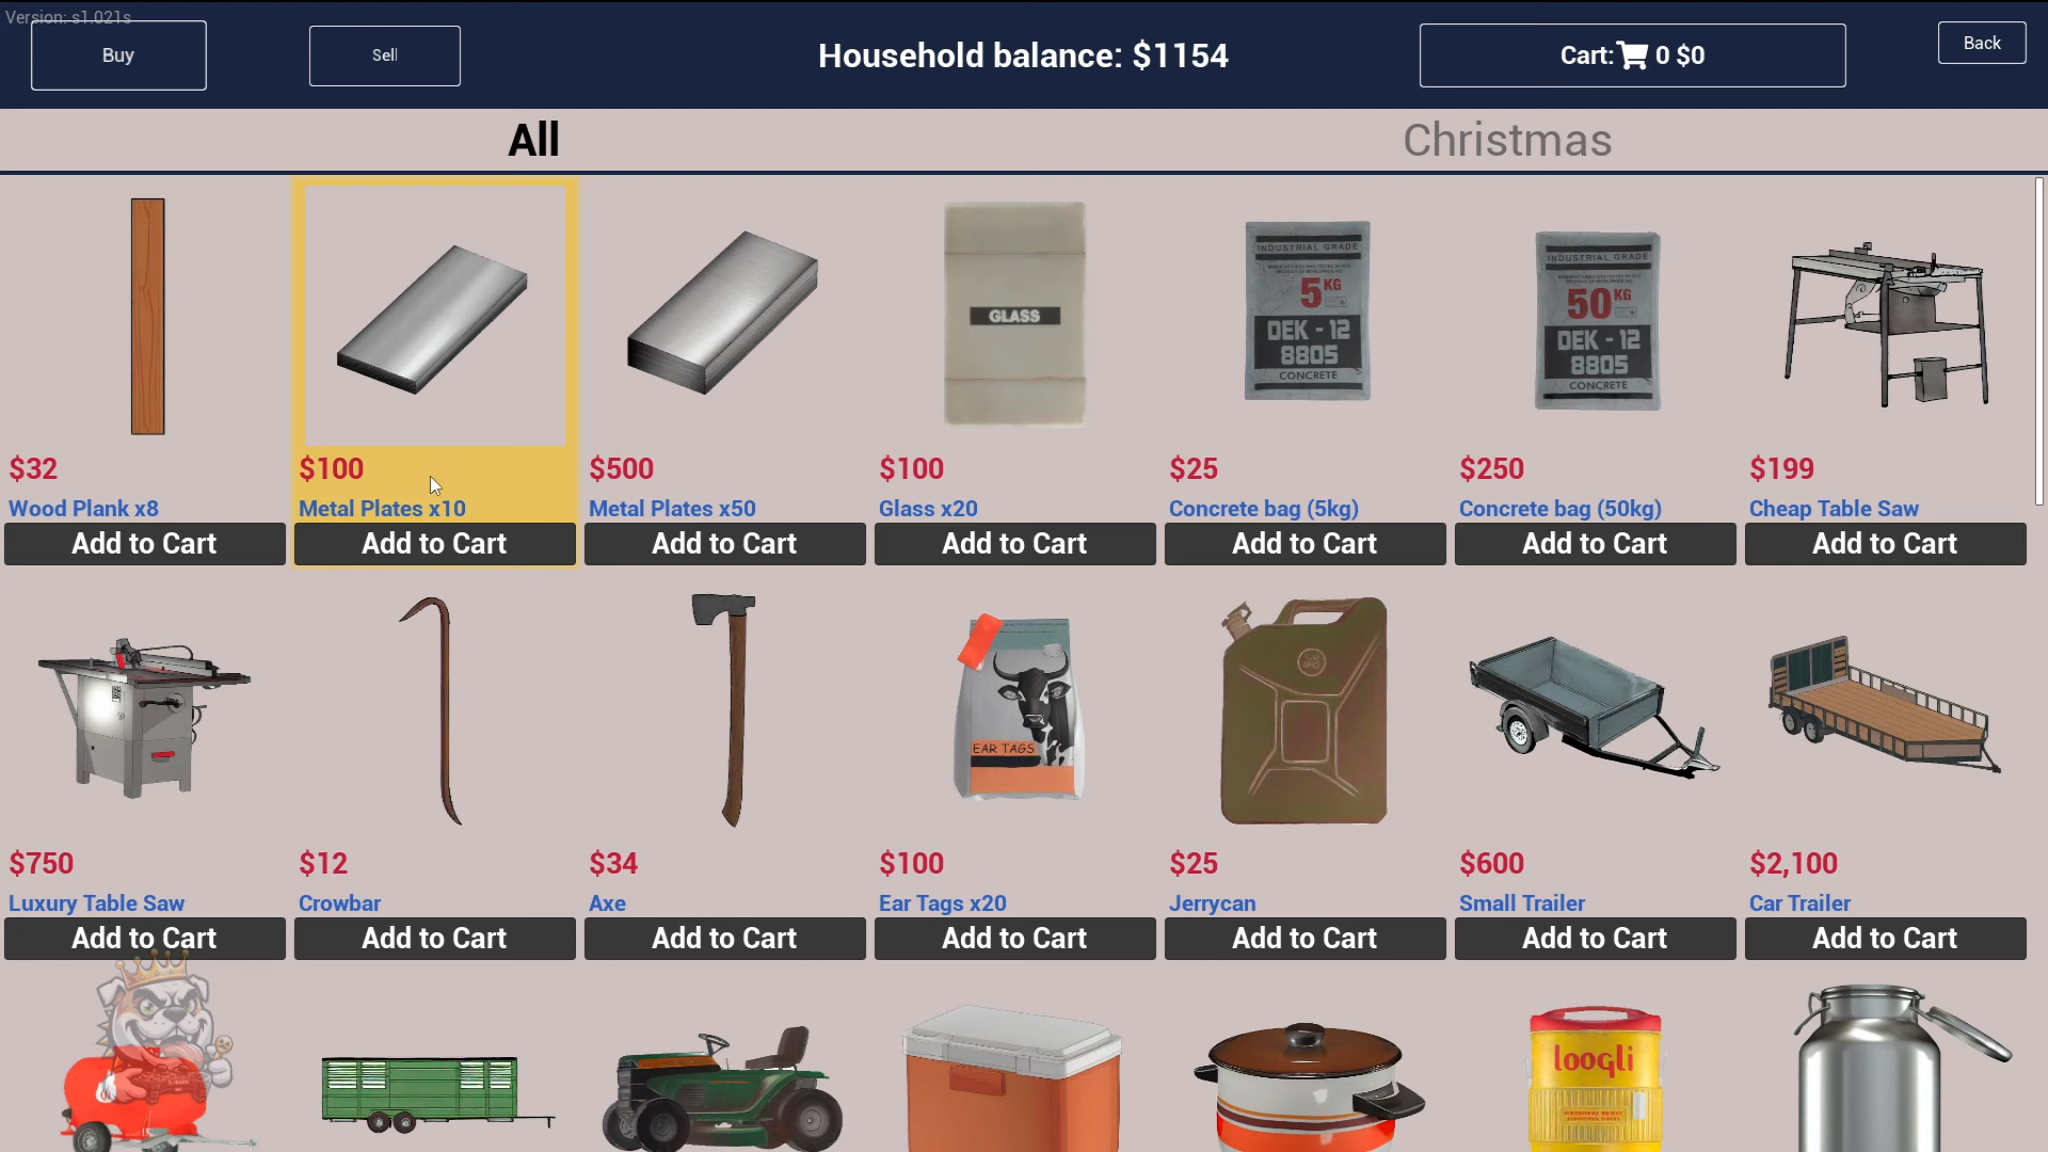 Version: s1.021s
Buy
Sell
Household balance: $1154
Cart: 0 $0
Back
All
Christmas
GLASS
INDUSTRIAL GRADE
5KG
DEK - 12
8805
CONCRETE
INDUSTRIAL GRADE
50KG
DEK - 12
8805
CONCRETE
$32
$100
$500
$100
$25
$250
$199
Wood Plank x8
Metal Plates x10
Metal Plates x50
Glass x20
Concrete bag (5kg)
Concrete bag (50kg)
Cheap Table Saw
Add to Cart
Add to Cart
Add to Cart
Add to Cart
Add to Cart
Add to Cart
Add to Cart
EAR TAGS
$750
$12
$34
$100
$25
$600
$2,100
Luxury Table Saw
Crowbar
Axe
Ear Tags x20
Jerrycan
Small Trailer
Car Trailer
Add to Cart
Add to Cart
Add to Cart
Add to Cart
Add to Cart
Add to Cart
Add to Cart
loogli